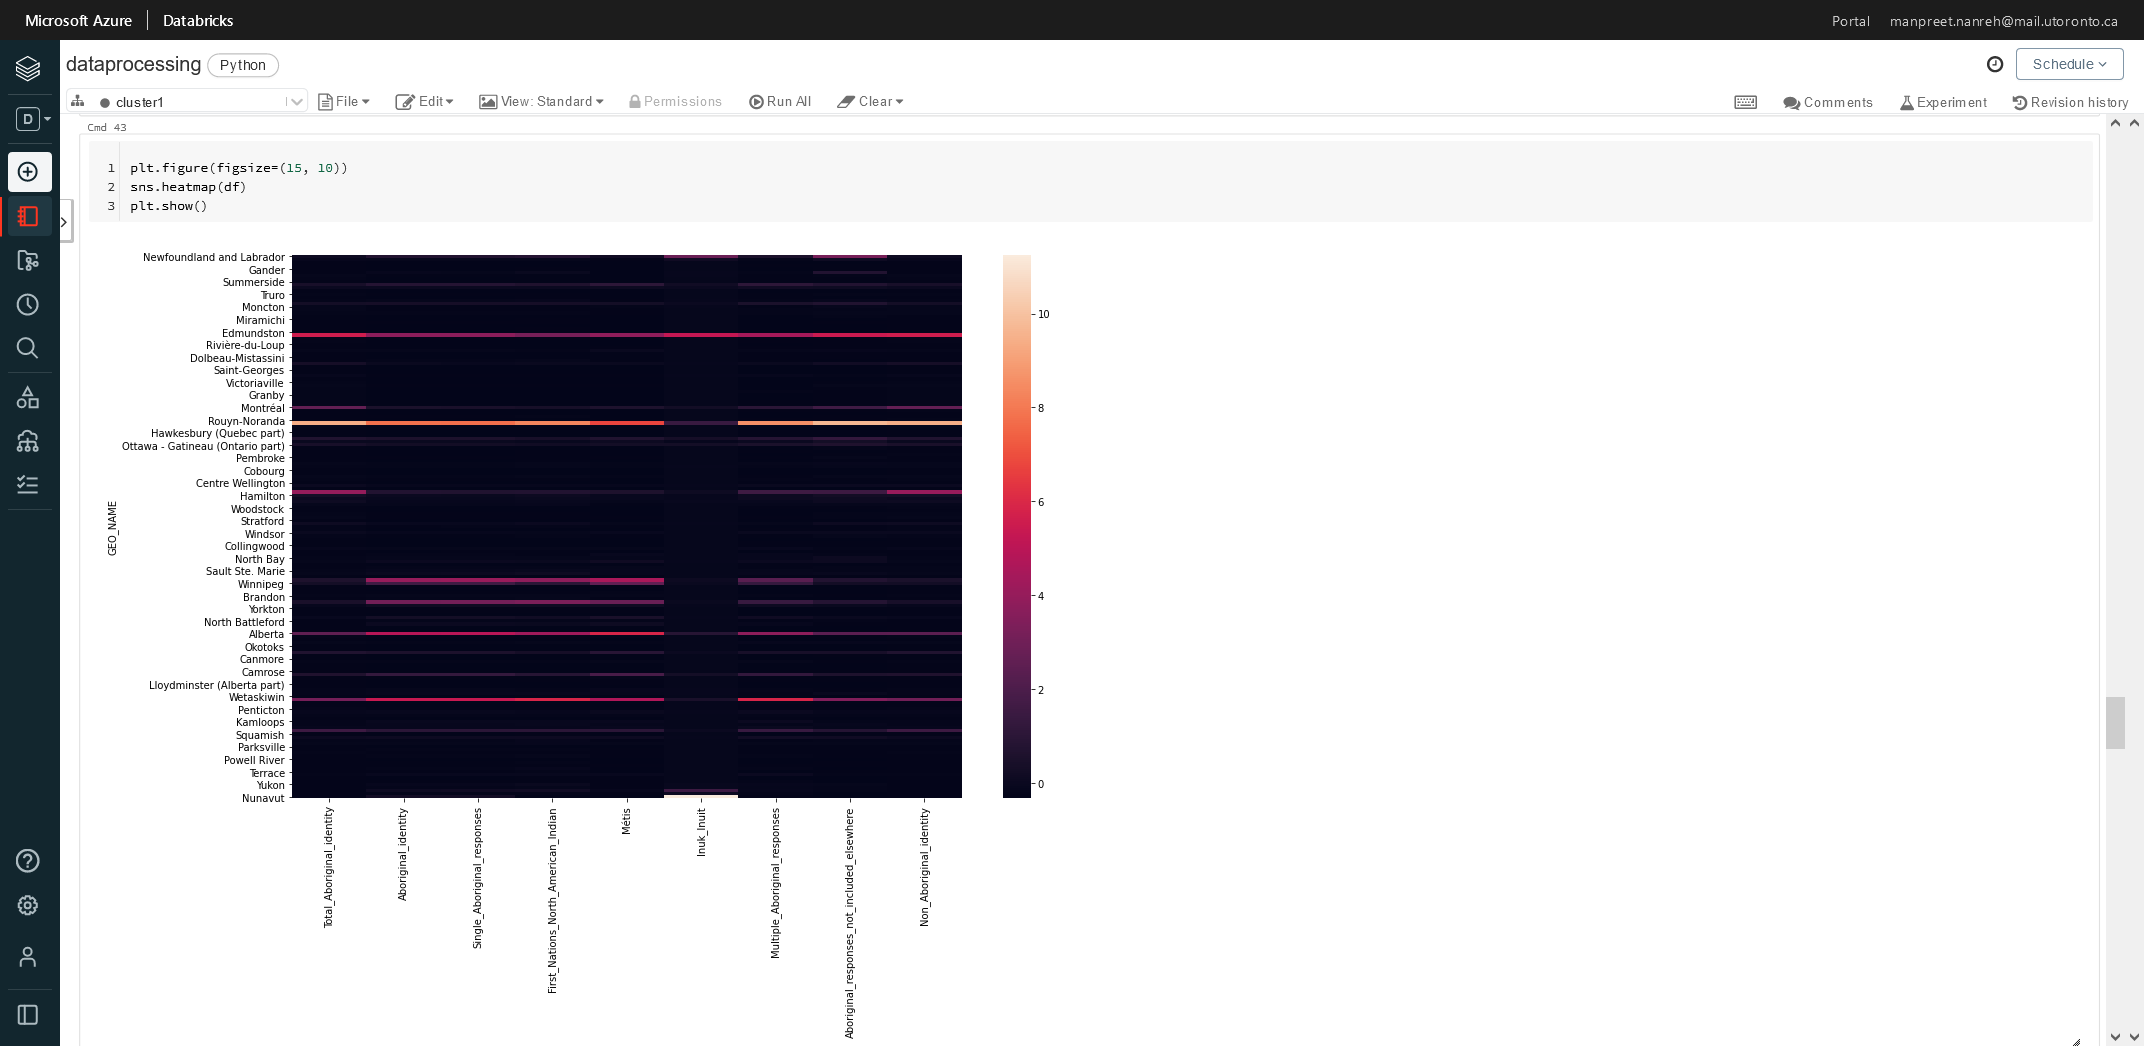 Microsoft Azure | Databricks
Portal manpreet.nanreh@mail.utoronto.ca
dataprocessing Python
Schedule
cluster1
File Edit View: Standard Permissions Run All Clear
Comments Experiment Revision history
D
Cmd 43
1 plt.figure(figsize=(15, 10))
2 sns.heatmap(df)
3 plt.show()
GEO_NAME
Newfoundland and Labrador
Gander
Summerside
Truro
Moncton
Miramichi
Edmundston
Rivière-du-Loup
Dolbeau-Mistassini
Saint-Georges
Victoriaville
Granby
Montréal
Rouyn-Noranda
Hawkesbury (Quebec part)
Ottawa - Gatineau (Ontario part)
Pembroke
Cobourg
Centre Wellington
Hamilton
Woodstock
Stratford
Windsor
Collingwood
North Bay
Sault Ste. Marie
Winnipeg
Brandon
Yorkton
North Battleford
Alberta
Okotoks
Canmore
Camrose
Lloydminster (Alberta part)
Wetaskiwin
Penticton
Kamloops
Squamish
Parksville
Powell River
Terrace
Yukon
Nunavut
10
8
6
4
2
0
Total_Aboriginal_identity
Aboriginal_identity
Single_Aboriginal_responses
First_Nations_North_American_Indian
Métis
Inuk_Inuit
Multiple_Aboriginal_responses
Aboriginal_responses_not_included_elsewhere
Non_Aboriginal_identity